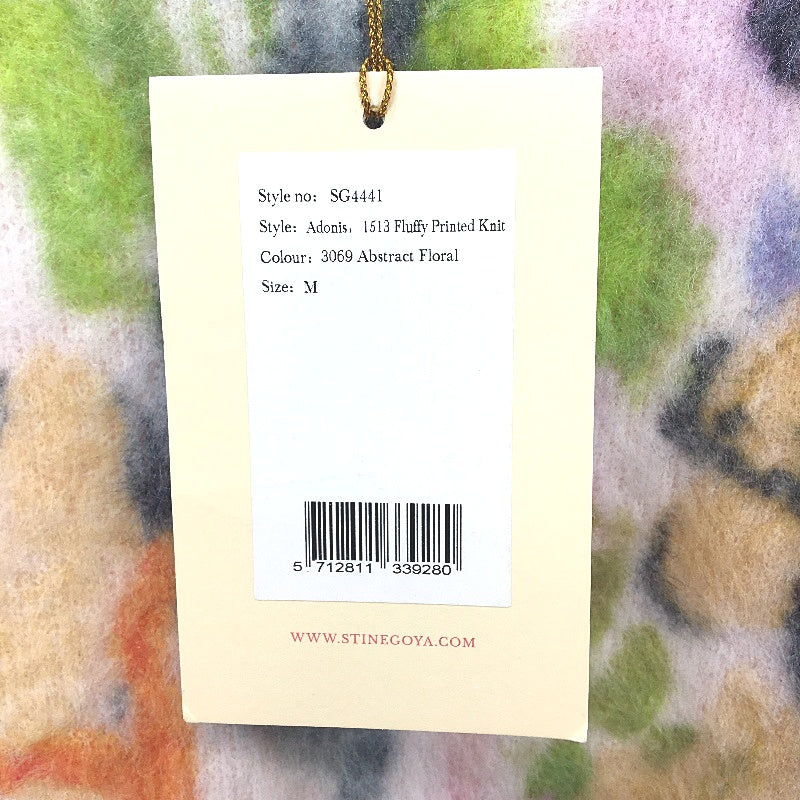 Style no: SG4441
Style: Adonis, 1513 Fluffy Printed Knit
Colour: 3069 Abstract Floral
Size: M
5 712811 339280
WWW.STINEGOYA.COM